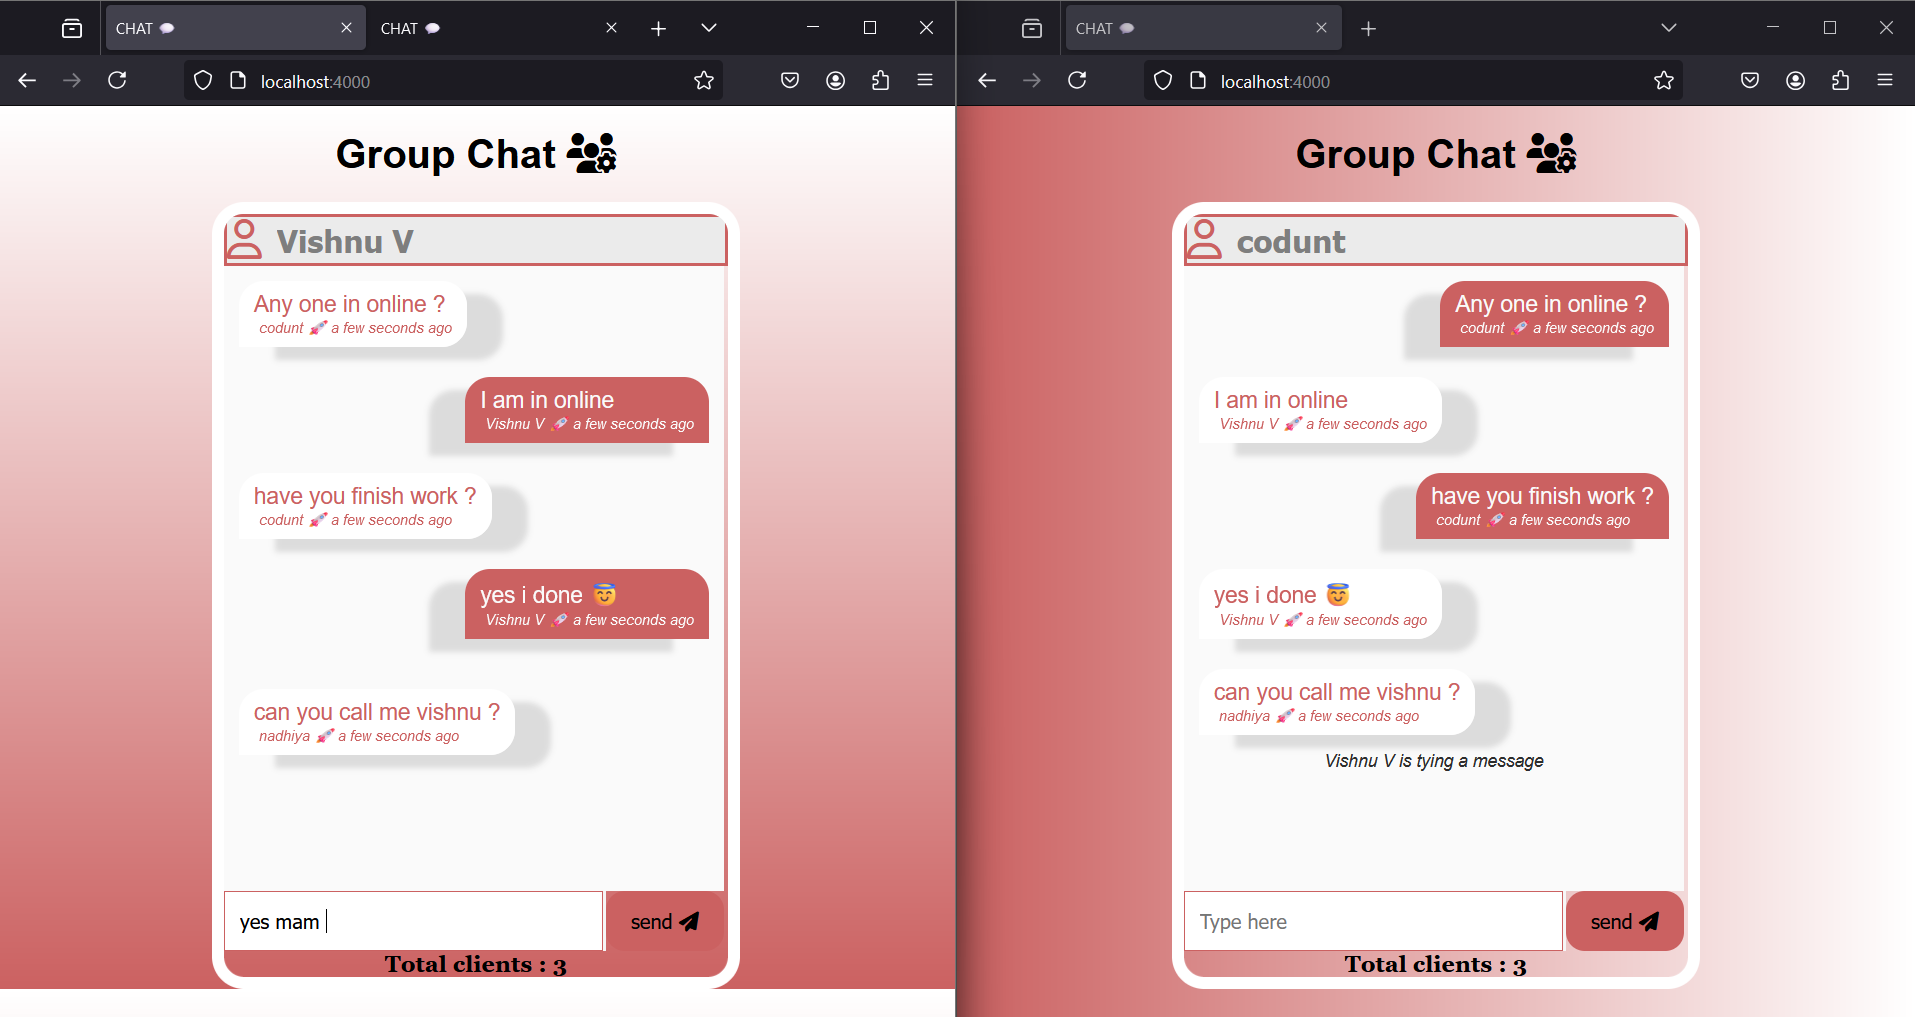 CHAT
CHAT
localhost:4000
Group Chat
Vishnu V
Any one in online ?
codunt 🚀 a few seconds ago
I am in online
Vishnu V 🚀 a few seconds ago
have you finish work ?
codunt 🚀 a few seconds ago
yes i done 😇
Vishnu V 🚀 a few seconds ago
can you call me vishnu ?
nadhiya 🚀 a few seconds ago
yes mam
send
Total clients : 3
CHAT
localhost:4000
Group Chat
codunt
Any one in online ?
codunt 🚀 a few seconds ago
I am in online
Vishnu V 🚀 a few seconds ago
have you finish work ?
codunt 🚀 a few seconds ago
yes i done 😇
Vishnu V 🚀 a few seconds ago
can you call me vishnu ?
nadhiya 🚀 a few seconds ago
Vishnu V is tying a message
Type here
send
Total clients : 3